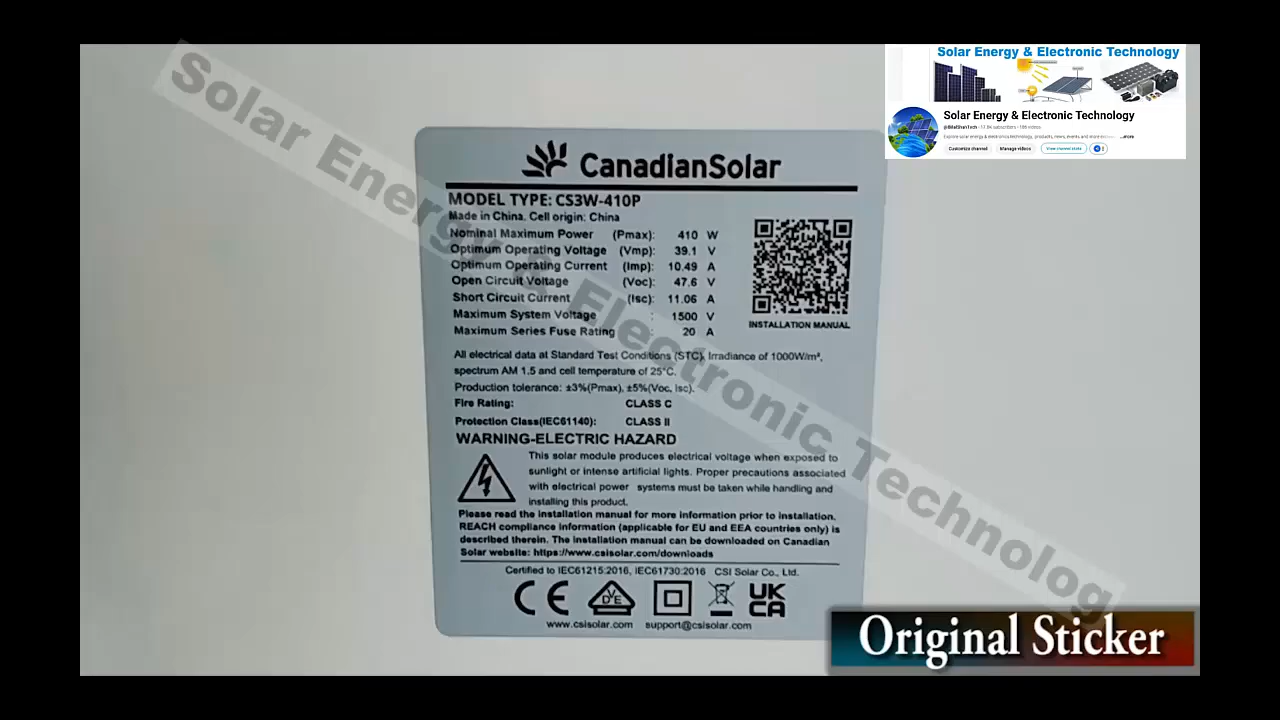 Solar Energy & Electronic Technology
Solar Energy & Electronic Technology
Customize channel
Manage videos
View channel stats
...more
Solar Energy & Electronic Technolog
CanadianSolar
MODEL TYPE: CS3W-410P
Made in China. Cell origin: China
Nominal Maximum Power (Pmax): 410 W
Optimum Operating Voltage (Vmp): 39.1 V
Optimum Operating Current (Imp): 10.49 A
Open Circuit Voltage (Voc): 47.6 V
Short Circuit Current (Isc): 11.06 A
Maximum System Voltage : 1500 V
Maximum Series Fuse Rating : 20 A
INSTALLATION MANUAL
All electrical data at Standard Test Conditions (STC), Irradiance of 1000W/m²,
spectrum AM 1.5 and cell temperature of 25°C.
Production tolerance: ±3%(Pmax), ±5%(Voc, Isc).
Fire Rating: CLASS C
Protection Class(IEC61140): CLASS II
WARNING-ELECTRIC HAZARD
This solar module produces electrical voltage when exposed to
sunlight or intense artificial lights. Proper precautions associated
with electrical power systems must be taken while handling and
installing this product.
Please read the installation manual for more information prior to installation.
REACH compliance information (applicable for EU and EEA countries only) is
described therein. The installation manual can be downloaded on Canadian
Solar website: https://www.csisolar.com/downloads
Certified to IEC61215:2016, IEC61730:2016 CSI Solar Co., Ltd.
CE
VDE
UK
CA
www.csisolar.com support@csisolar.com
Original Sticker